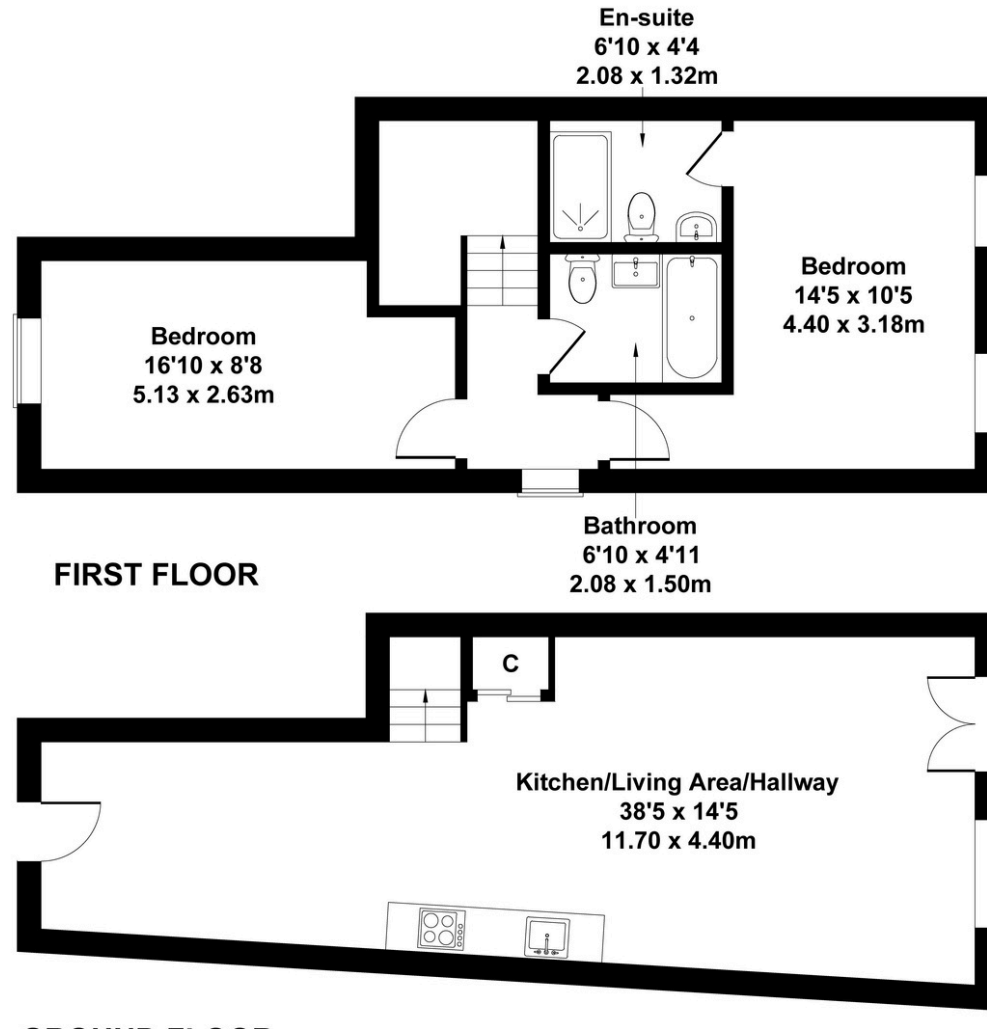 En-suite
6'10 x 4'4
2.08 x 1.32m
Bedroom
14'5 x 10'5
4.40 x 3.18m
Bedroom
16'10 x 8'8
5.13 x 2.63m
Bathroom
6'10 x 4'11
2.08 x 1.50m
FIRST FLOOR
C
Kitchen/Living Area/Hallway
38'5 x 14'5
11.70 x 4.40m
GROUND FLOOR